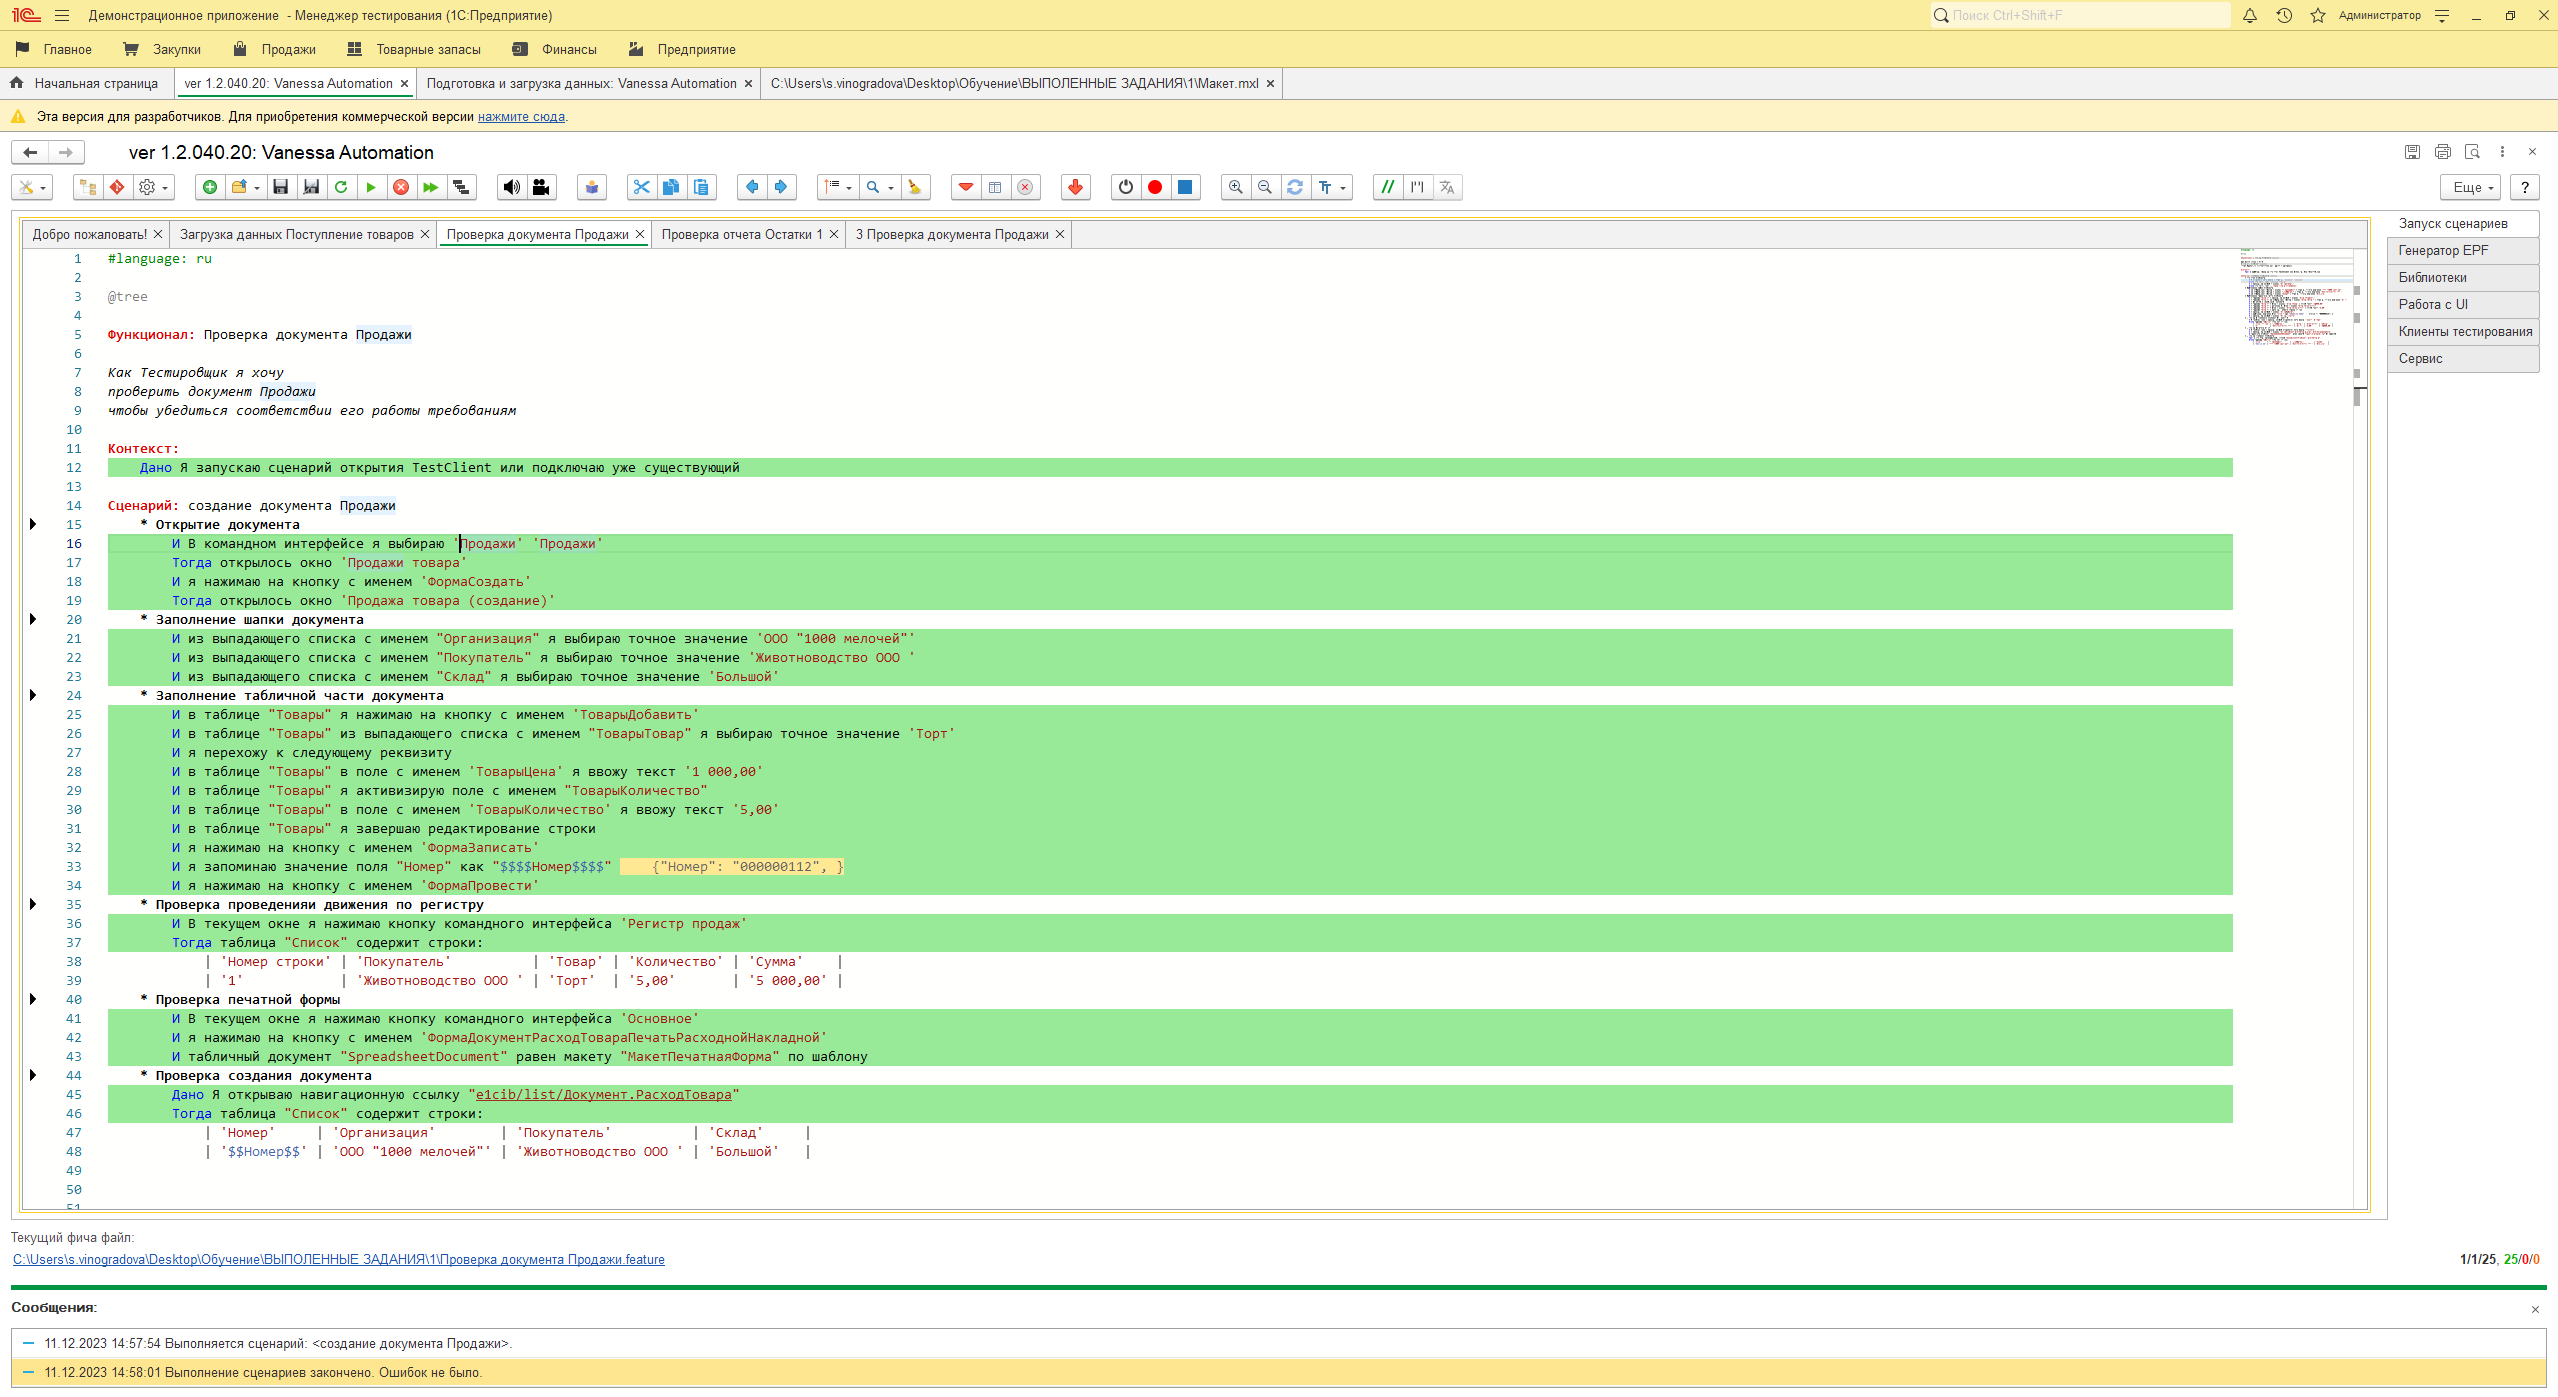 Демонстрационное приложение - Менеджер тестирования (1С:Предприятие)
Поиск Ctrl+Shift+F
Администратор
Главное Закупки Продажи Товарные запасы Финансы Предприятие
Начальная страница
ver 1.2.040.20: Vanessa Automation
Подготовка и загрузка данных: Vanessa Automation
C:\Users\s.vinogradova\Desktop\Обучение\ВЫПОЛЕННЫЕ ЗАДАНИЯ\1\Макет.mxl
Эта версия для разработчиков. Для приобретения коммерческой версии нажмите сюда.
ver 1.2.040.20: Vanessa Automation
Еще
?
Добро пожаловать!
Загрузка данных Поступление товаров
Проверка документа Продажи
Проверка отчета Остатки 1
3 Проверка документа Продажи
1 #language: ru
2
3 @tree
4
5 Функционал: Проверка документа Продажи
6
7 Как Тестировщик я хочу
8 проверить документ Продажи
9 чтобы убедиться соответствии его работы требованиям
10
11 Контекст:
12 Дано Я запускаю сценарий открытия TestClient или подключаю уже существующий
13
14 Сценарий: создание документа Продажи
15 * Открытие документа
16 И В командном интерфейсе я выбираю 'Продажи' 'Продажи'
17 Тогда открылось окно 'Продажи товара'
18 И я нажимаю на кнопку с именем 'ФормаСоздать'
19 Тогда открылось окно 'Продажа товара (создание)'
20 * Заполнение шапки документа
21 И из выпадающего списка с именем "Организация" я выбираю точное значение 'ООО "1000 мелочей"'
22 И из выпадающего списка с именем "Покупатель" я выбираю точное значение 'Животноводство ООО '
23 И из выпадающего списка с именем "Склад" я выбираю точное значение 'Большой'
24 * Заполнение табличной части документа
25 И в таблице "Товары" я нажимаю на кнопку с именем 'ТоварыДобавить'
26 И в таблице "Товары" из выпадающего списка с именем "ТоварыТовар" я выбираю точное значение 'Торт'
27 И я перехожу к следующему реквизиту
28 И в таблице "Товары" в поле с именем 'ТоварыЦена' я ввожу текст '1 000,00'
29 И в таблице "Товары" я активизирую поле с именем "ТоварыКоличество"
30 И в таблице "Товары" в поле с именем 'ТоварыКоличество' я ввожу текст '5,00'
31 И в таблице "Товары" я завершаю редактирование строки
32 И я нажимаю на кнопку с именем 'ФормаЗаписать'
33 И я запоминаю значение поля "Номер" как "$$$$Номер$$$$" {"Номер": "000000112", }
34 И я нажимаю на кнопку с именем 'ФормаПровести'
35 * Проверка проведенияи движения по регистру
36 И В текущем окне я нажимаю кнопку командного интерфейса 'Регистр продаж'
37 Тогда таблица "Список" содержит строки:
38 | 'Номер строки' | 'Покупатель' | 'Товар' | 'Количество' | 'Сумма' |
39 | '1' | 'Животноводство ООО ' | 'Торт' | '5,00' | '5 000,00' |
40 * Проверка печатной формы
41 И В текущем окне я нажимаю кнопку командного интерфейса 'Основное'
42 И я нажимаю на кнопку с именем 'ФормаДокументРасходТовараПечатьРасходнойНакладной'
43 И табличный документ "SpreadsheetDocument" равен макету "МакетПечатнаяФорма" по шаблону
44 * Проверка создания документа
45 Дано Я открываю навигационную ссылку "e1cib/list/Документ.РасходТовара"
46 Тогда таблица "Список" содержит строки:
47 | 'Номер' | 'Организация' | 'Покупатель' | 'Склад' |
48 | '$$Номер$$' | 'ООО "1000 мелочей"' | 'Животноводство ООО ' | 'Большой' |
49
50
51
Запуск сценариев
Генератор EPF
Библиотеки
Работа с UI
Клиенты тестирования
Сервис
Текущий фича файл:
C:\Users\s.vinogradova\Desktop\Обучение\ВЫПОЛЕННЫЕ ЗАДАНИЯ\1\Проверка документа Продажи.feature
1/1/25, 25/0/0
Сообщения:
11.12.2023 14:57:54 Выполняется сценарий: <создание документа Продажи>.
11.12.2023 14:58:01 Выполнение сценариев закончено. Ошибок не было.